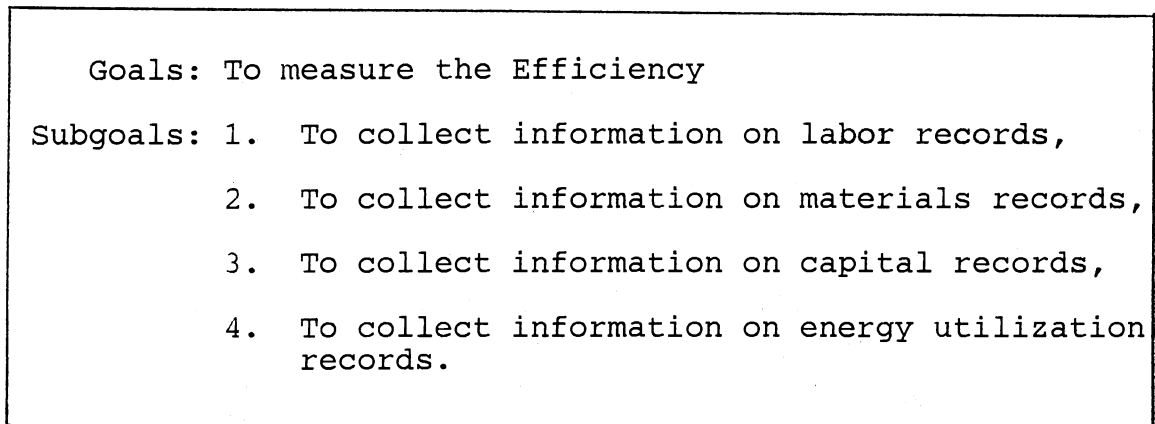 Goals: To measure the Efficiency
Subgoals: 1. To collect information on labor records,
2. To collect information on materials records,
3. To collect information on capital records,
4. To collect information on energy utilization
records.